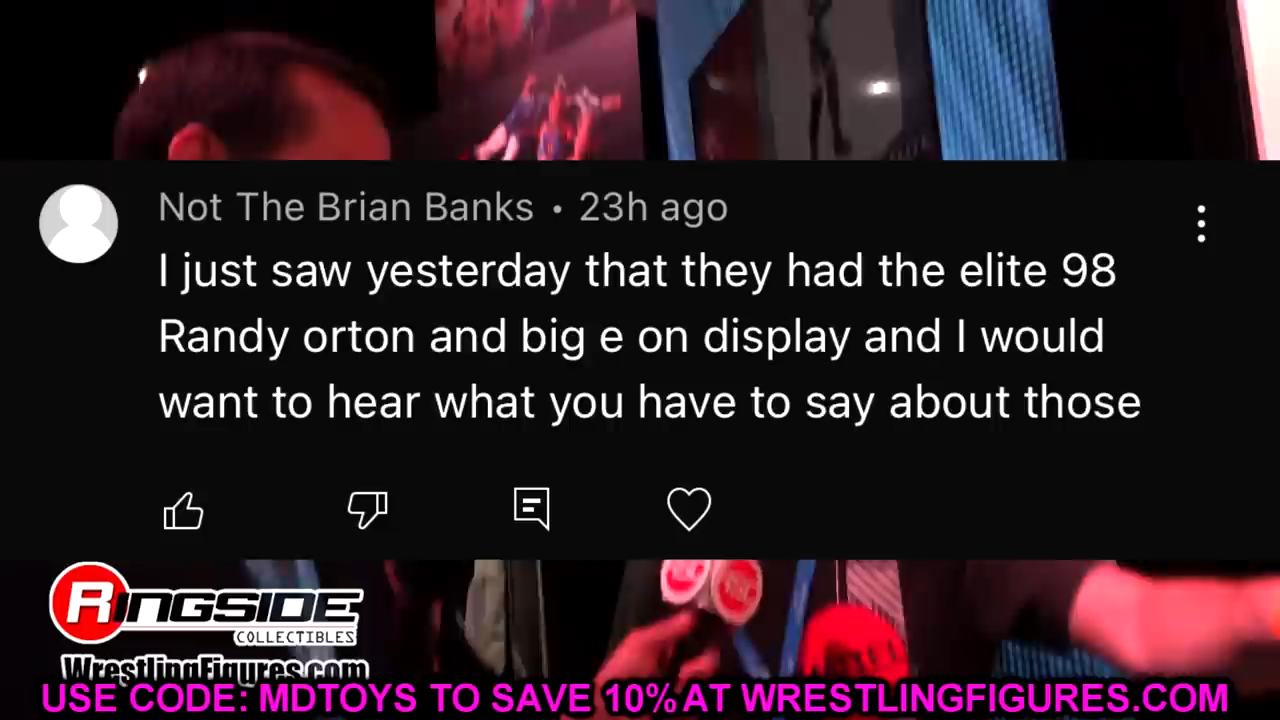 Not The Brian Banks • 23h ago
I just saw yesterday that they had the elite 98
Randy orton and big e on display and I would
want to hear what you have to say about those
RINGSIDE
COLLECTIBLES
WrestlingFigures.com
USE CODE: MDTOYS TO SAVE 10% AT WRESTLINGFIGURES.COM